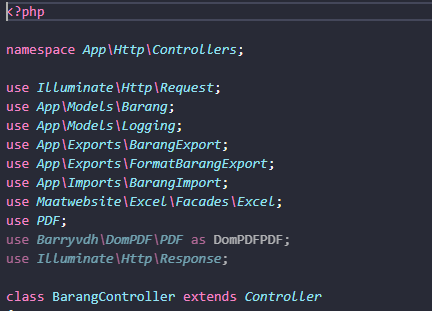 <?php
namespace App\Http\Controllers;
use Illuminate\Http\Request;
use App\Models\Barang;
use App\Models\Logging;
use App\Exports\BarangExport;
use App\Exports\FormatBarangExport;
use App\Imports\BarangImport;
use Maatwebsite\Excel\Facades\Excel;
use PDF;
use Barryvdh\DomPDF\PDF as DomPDFPDF;
use Illuminate\Http\Response;
class BarangController extends Controller